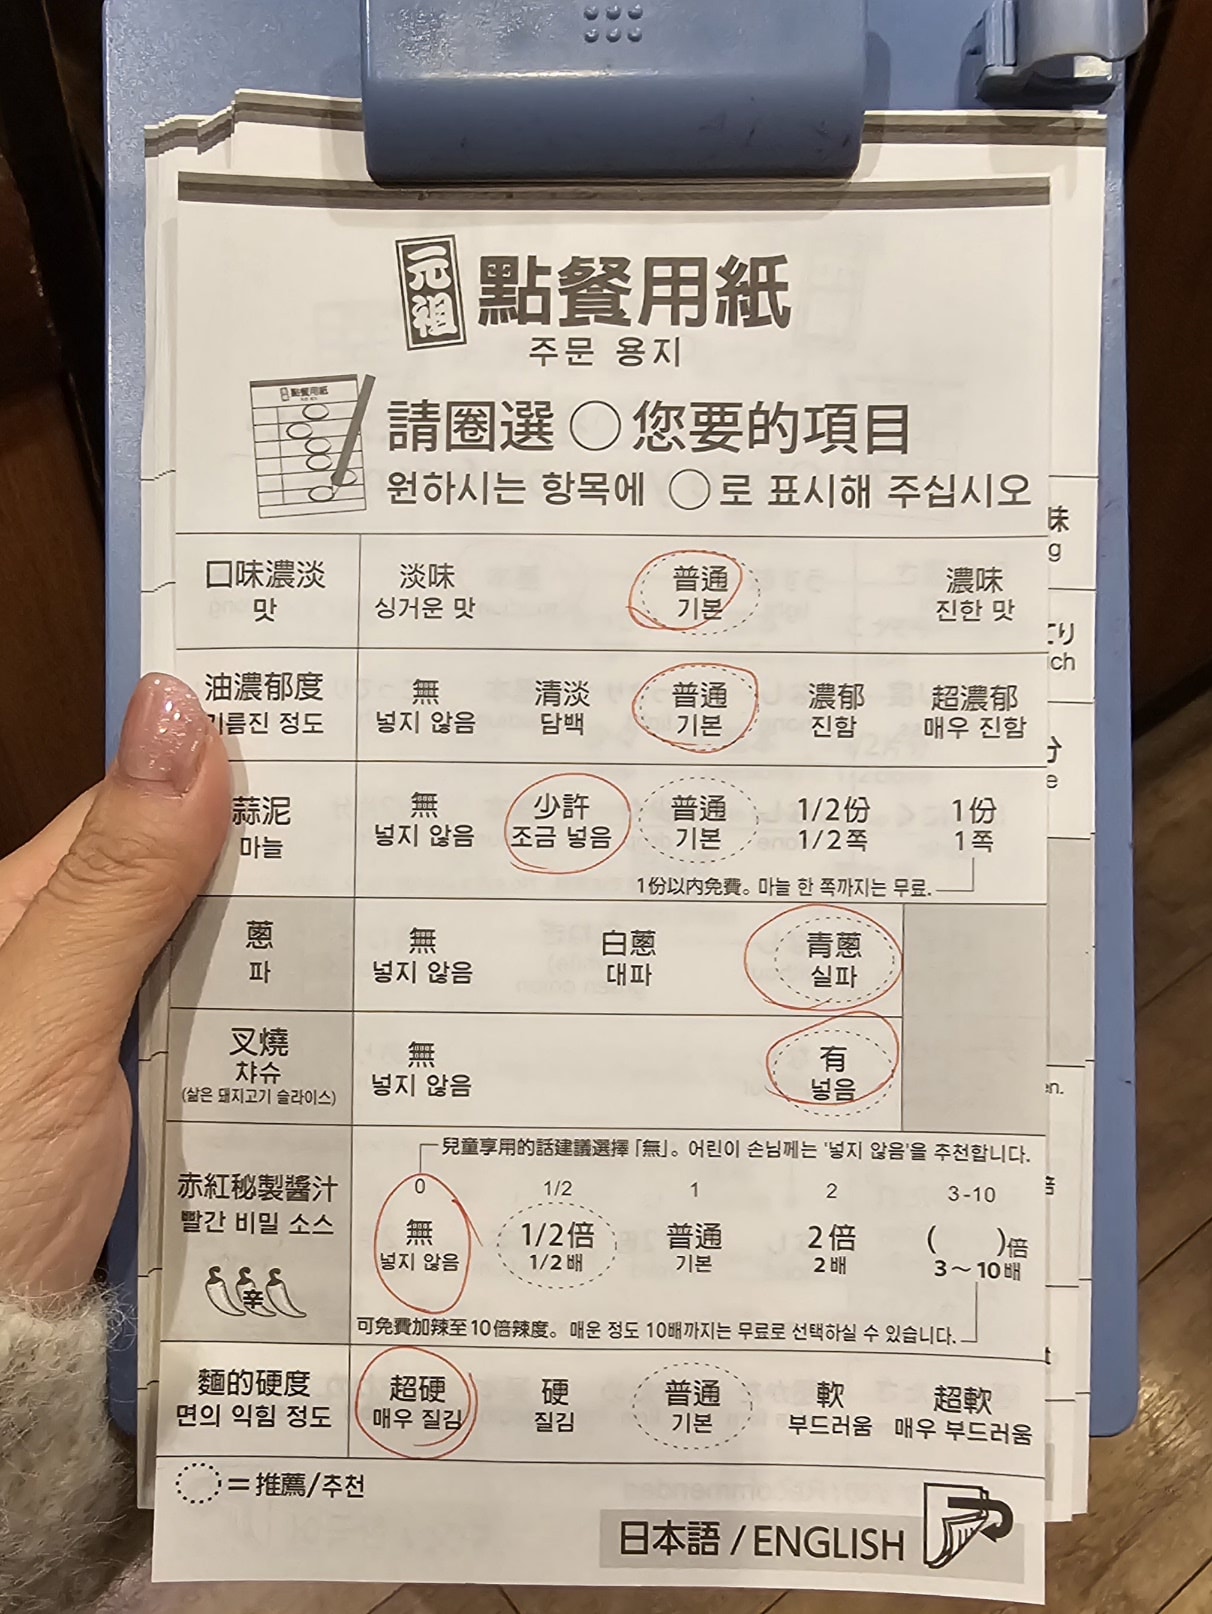 元祖 點餐用紙
주문 용지
點餐用紙
請圈選○您要的項目
원하시는 항목에 ○로 표시해 주십시오
口味濃淡 淡味 普通 濃味
맛 싱거운 맛 기본 진한 맛
油濃郁度 無 清淡 普通 濃郁 超濃郁
기름진 정도 넣지 않음 담백 기본 진함 매우 진함
蒜泥 無 少許 普通 1/2份 1份
마늘 넣지 않음 조금 넣음 기본 1/2쪽 1쪽
1份以內免費。마늘 한 쪽까지는 무료.
蔥 無 白蔥 青蔥
파 넣지 않음 대파 실파
叉燒 無 有
챠슈 넣지 않음 넣음
(삶은 돼지고기 슬라이스)
兒童享用的話建議選擇「無」。어린이 손님께는 '넣지 않음'을 추천합니다.
0 1/2 1 2 3-10
赤紅秘製醬汁 無 1/2倍 普通 2倍 ( )倍
빨간 비밀 소스 넣지 않음 1/2배 기본 2배 3～10배
辛
可免費加辣至10倍辣度。매운 정도 10배까지는 무료로 선택하실 수 있습니다.
麵的硬度 超硬 硬 普通 軟 超軟
면의 익힘 정도 매우 질김 질김 기본 부드러움 매우 부드러움
＝推薦/추천
日本語 / ENGLISH
味
g
り
ich
分
e
en.